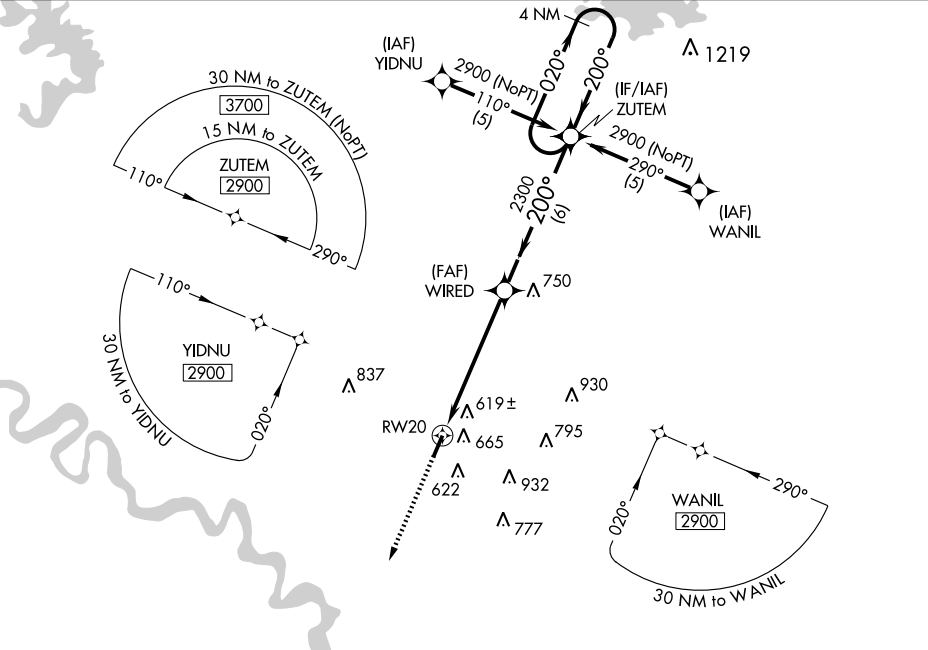 4 NM
020°
200°
1219
(IAF)
YIDNU
2900 (NoPT)
110°
(5)
(IF/IAF)
ZUTEM
2900 (NoPT)
290°
(5)
(IAF)
WANIL
30 NM to ZUTEM (NoPT)
3700
15 NM to ZUTEM
ZUTEM
2900
110°
290°
2300
200°
(6)
(FAF)
WIRED
750
110°
YIDNU
2900
30 NM to YIDNU
020°
837
930
619±
RW20
665
795
622
932
777
290°
WANIL
2900
020°
30 NM to WANIL